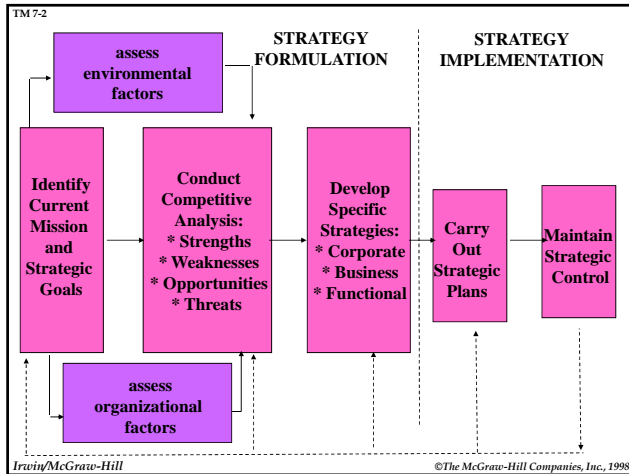 TM 7-2
assess
environmental
factors
STRATEGY
FORMULATION
STRATEGY
IMPLEMENTATION
Identify
Current
Mission
and
Strategic
Goals
Conduct
Competitive
Analysis:
* Strengths
* Weaknesses
* Opportunities
* Threats
Develop
Specific
Strategies:
* Corporate
* Business
* Functional
Carry
Out
Strategic
Plans
Maintain
Strategic
Control
assess
organizational
factors
Irwin/McGraw-Hill
©The McGraw-Hill Companies, Inc., 1998